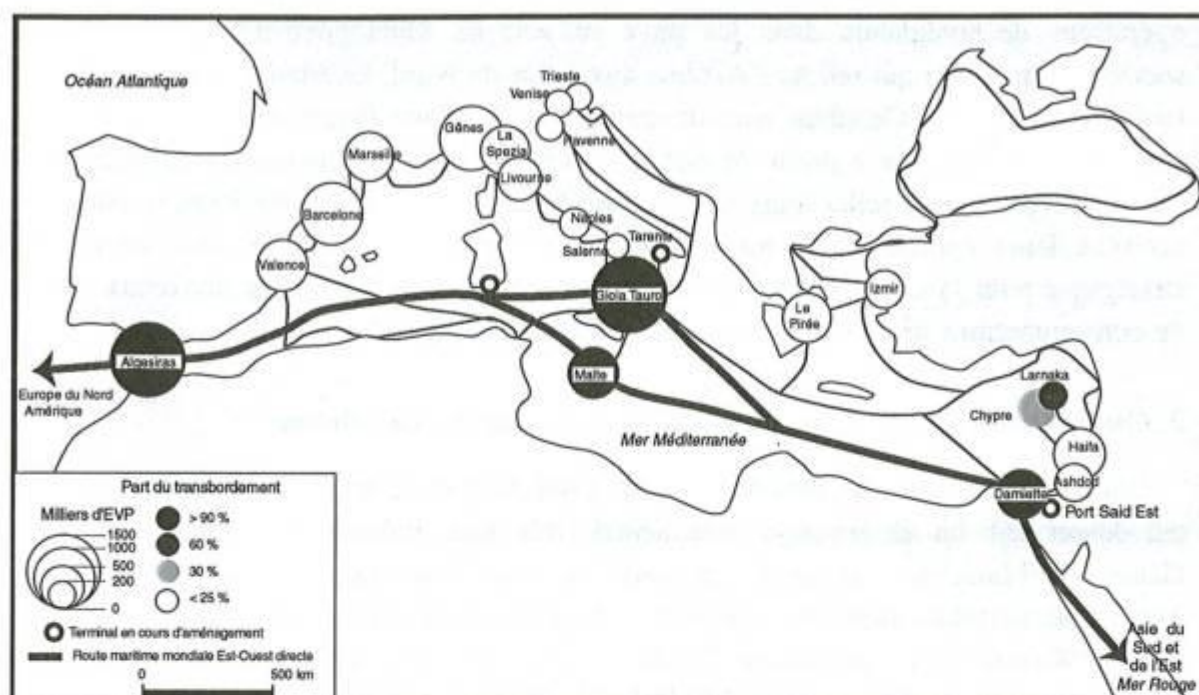 Océan Atlantique
Trieste
Venise
Ravenne
Gênes
La
Spezia
Livourne
Marseille
Barcelone
Valence
Naples
Salerne
Tarente
Gioia Tauro
Izmir
Le
Pirée
Algesiras
Europe du Nord
Amérique
Malte
Mer Méditerranée
Larnaka
Chypre
Haifa
Ashdod
Damiette
Port Said Est
Asie du
Sud et
de l'Est
Mer Rouge
Part du transbordement
Milliers d'EVP
1500
1000
500
200
0
> 90 %
60 %
30 %
< 25 %
Terminal en cours d'aménagement
Route maritime mondiale Est-Ouest directe
0 500 km